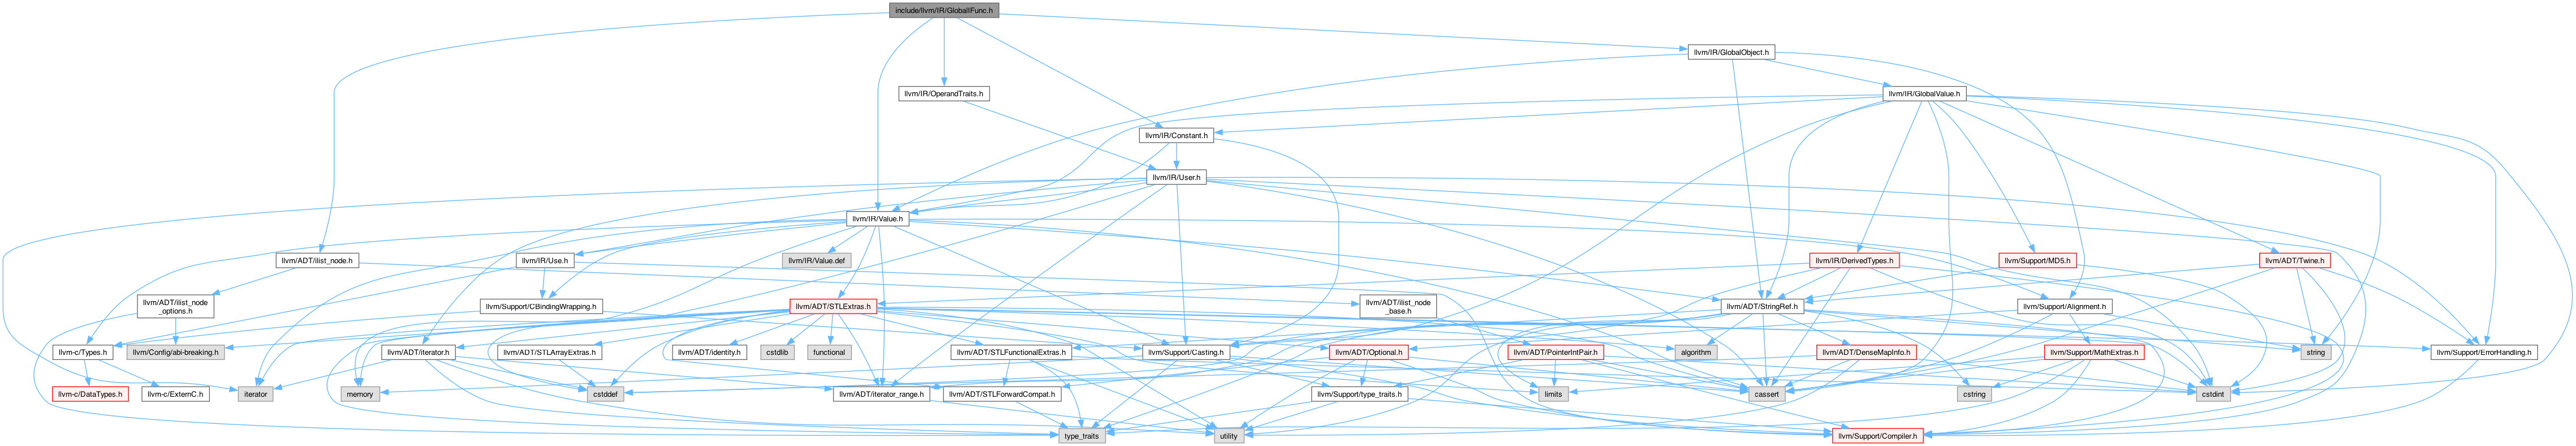 include/llvm/IR/GlobalIFunc.h
llvm/IR/GlobalObject.h
llvm/IR/OperandTraits.h
llvm/IR/GlobalValue.h
llvm/IR/Constant.h
llvm/IR/User.h
llvm/IR/Value.h
llvm/ADT/ilist_node.h
llvm/IR/Use.h
llvm/IR/Value.def
llvm/IR/DerivedTypes.h
llvm/Support/MD5.h
llvm/ADT/Twine.h
llvm/ADT/ilist_node
_options.h
llvm/Support/CBindingWrapping.h
llvm/ADT/STLExtras.h
llvm/ADT/ilist_node
_base.h
llvm/ADT/StringRef.h
llvm/Support/Alignment.h
llvm-c/Types.h
llvm/Config/abi-breaking.h
llvm/ADT/iterator.h
llvm/ADT/STLArrayExtras.h
llvm/ADT/identity.h
cstdlib
functional
llvm/ADT/STLFunctionalExtras.h
llvm/Support/Casting.h
llvm/ADT/Optional.h
llvm/ADT/PointerIntPair.h
algorithm
llvm/ADT/DenseMapInfo.h
llvm/Support/MathExtras.h
string
llvm/Support/ErrorHandling.h
llvm-c/DataTypes.h
llvm-c/ExternC.h
iterator
memory
cstddef
llvm/ADT/iterator_range.h
llvm/ADT/STLForwardCompat.h
llvm/Support/type_traits.h
limits
cassert
cstring
cstdint
type_traits
utility
llvm/Support/Compiler.h